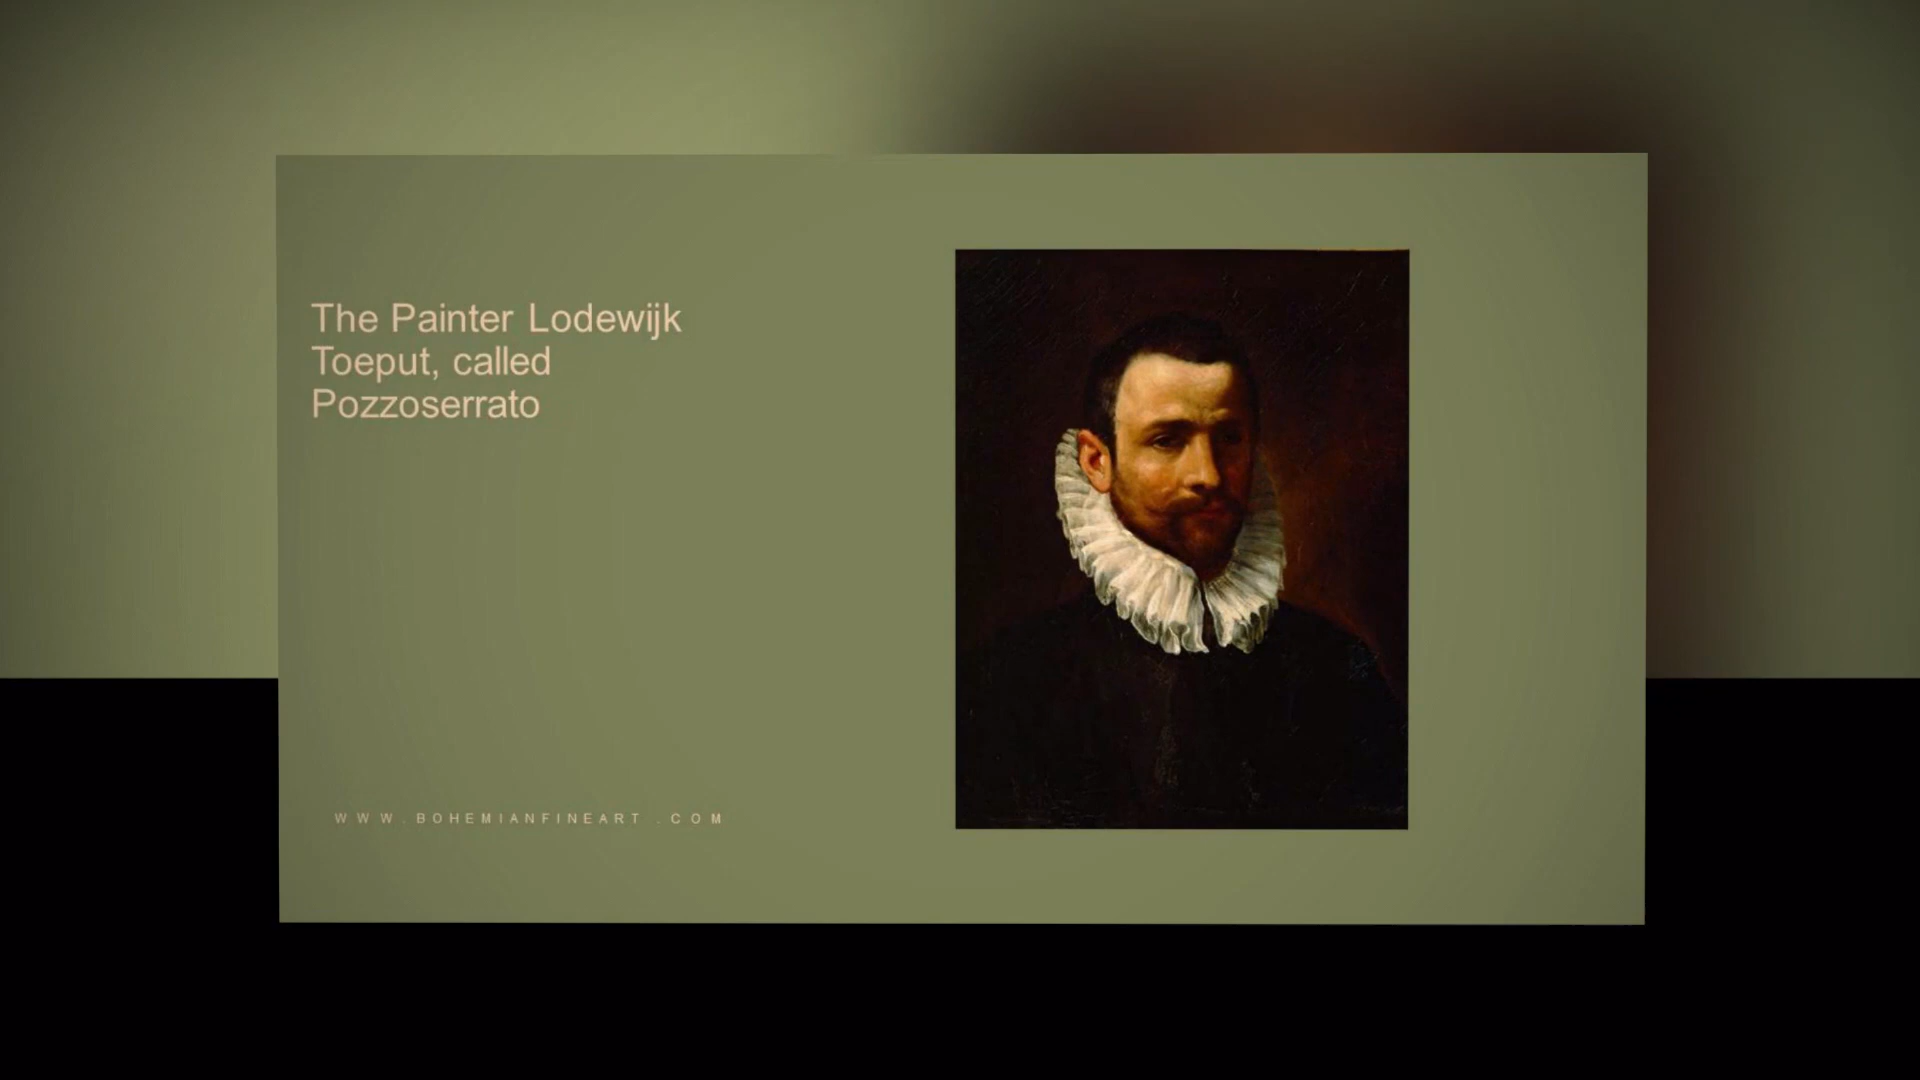 The Painter Lodewijk
Toeput, called
Pozzoserrato
WWW.BOHEMIANFINEART .COM